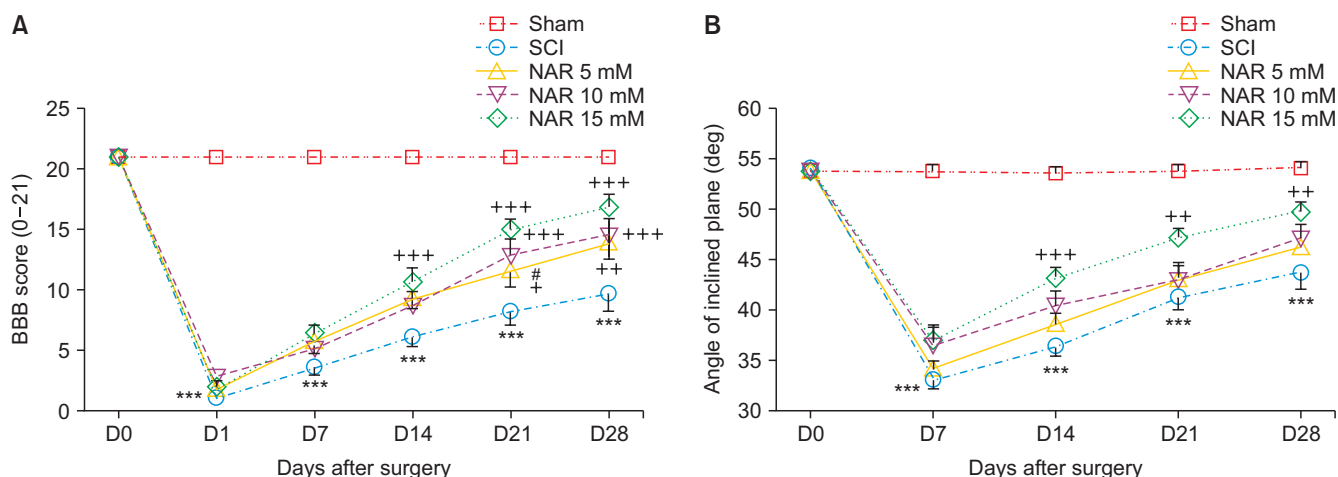 A
Sham
SCI
NAR 5 mM
NAR 10 mM
NAR 15 mM
BBB score (0–21)
25
20
15
10
5
0
+++
+++
+++
+++
+++
#
+
++
***
***
***
***
***
D0
D1
D7
D14
D21
D28
Days after surgery
B
Sham
SCI
NAR 5 mM
NAR 10 mM
NAR 15 mM
Angle of inclined plane (deg)
60
55
50
45
40
35
30
+++
++
++
***
***
***
***
D0
D7
D14
D21
D28
Days after surgery